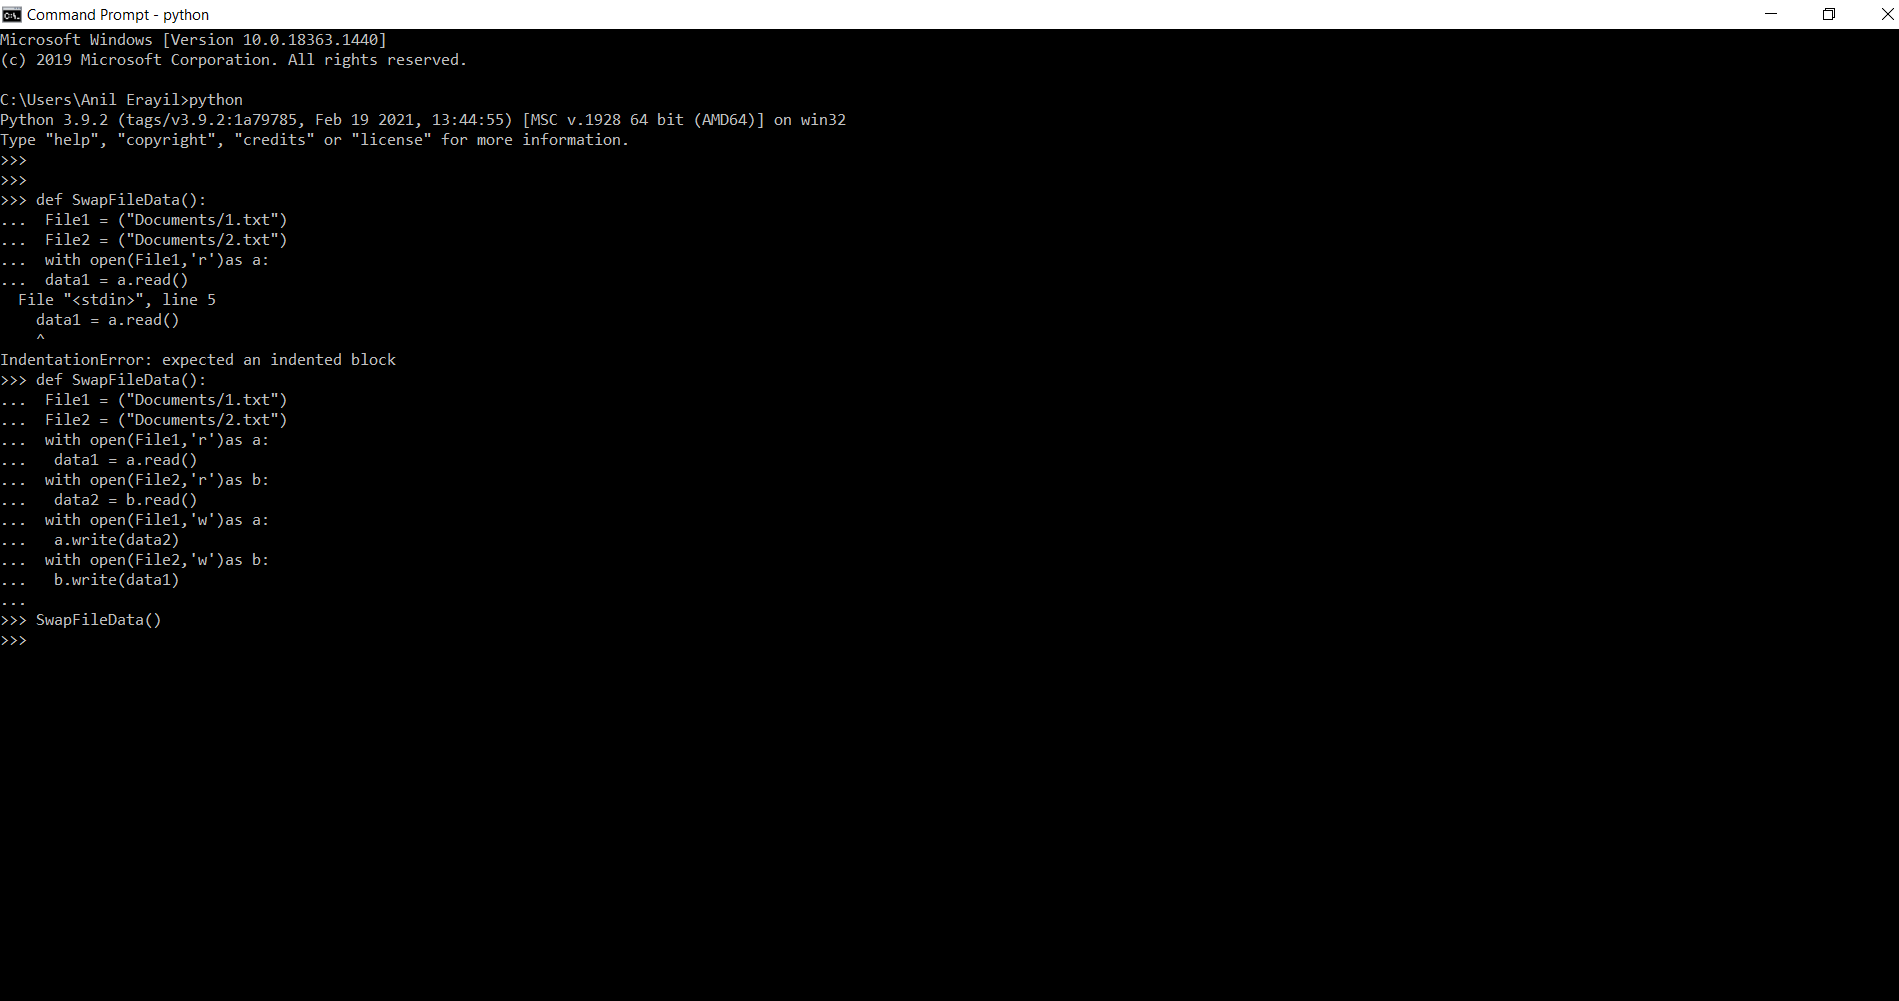 Command Prompt - python
Microsoft Windows [Version 10.0.18363.1440]
(c) 2019 Microsoft Corporation. All rights reserved.
C:\Users\Anil Erayil>python
Python 3.9.2 (tags/v3.9.2:1a79785, Feb 19 2021, 13:44:55) [MSC v.1928 64 bit (AMD64)] on win32
Type "help", "copyright", "credits" or "license" for more information.
>>>
>>>
>>> def SwapFileData():
...  File1 = ("Documents/1.txt")
...  File2 = ("Documents/2.txt")
...  with open(File1,'r')as a:
...  data1 = a.read()
  File "<stdin>", line 5
    data1 = a.read()
    ^
IndentationError: expected an indented block
>>> def SwapFileData():
...  File1 = ("Documents/1.txt")
...  File2 = ("Documents/2.txt")
...  with open(File1,'r')as a:
...   data1 = a.read()
...  with open(File2,'r')as b:
...   data2 = b.read()
...  with open(File1,'w')as a:
...   a.write(data2)
...  with open(File2,'w')as b:
...   b.write(data1)
...
>>> SwapFileData()
>>>